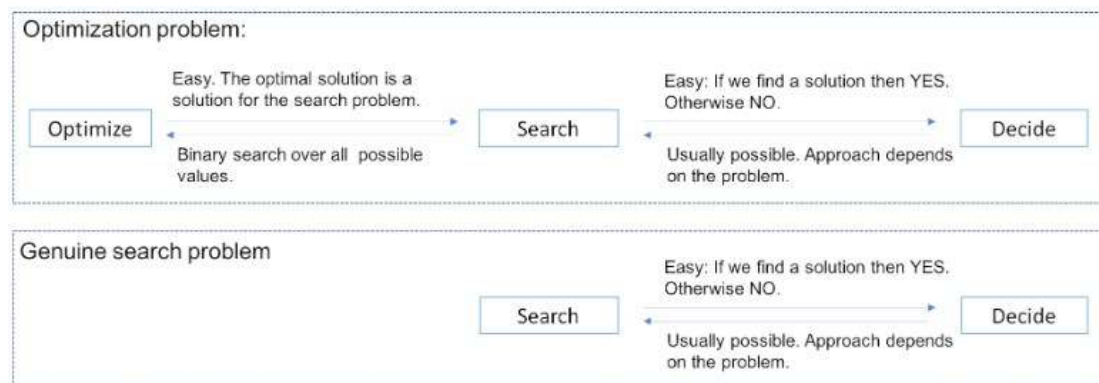 Optimization problem:
Easy. The optimal solution is a
solution for the search problem.
Easy: If we find a solution then YES.
Otherwise NO.
Optimize
Search
Decide
Binary search over all possible
values.
Usually possible. Approach depends
on the problem.
Genuine search problem
Easy: If we find a solution then YES.
Otherwise NO.
Search
Decide
Usually possible. Approach depends
on the problem.